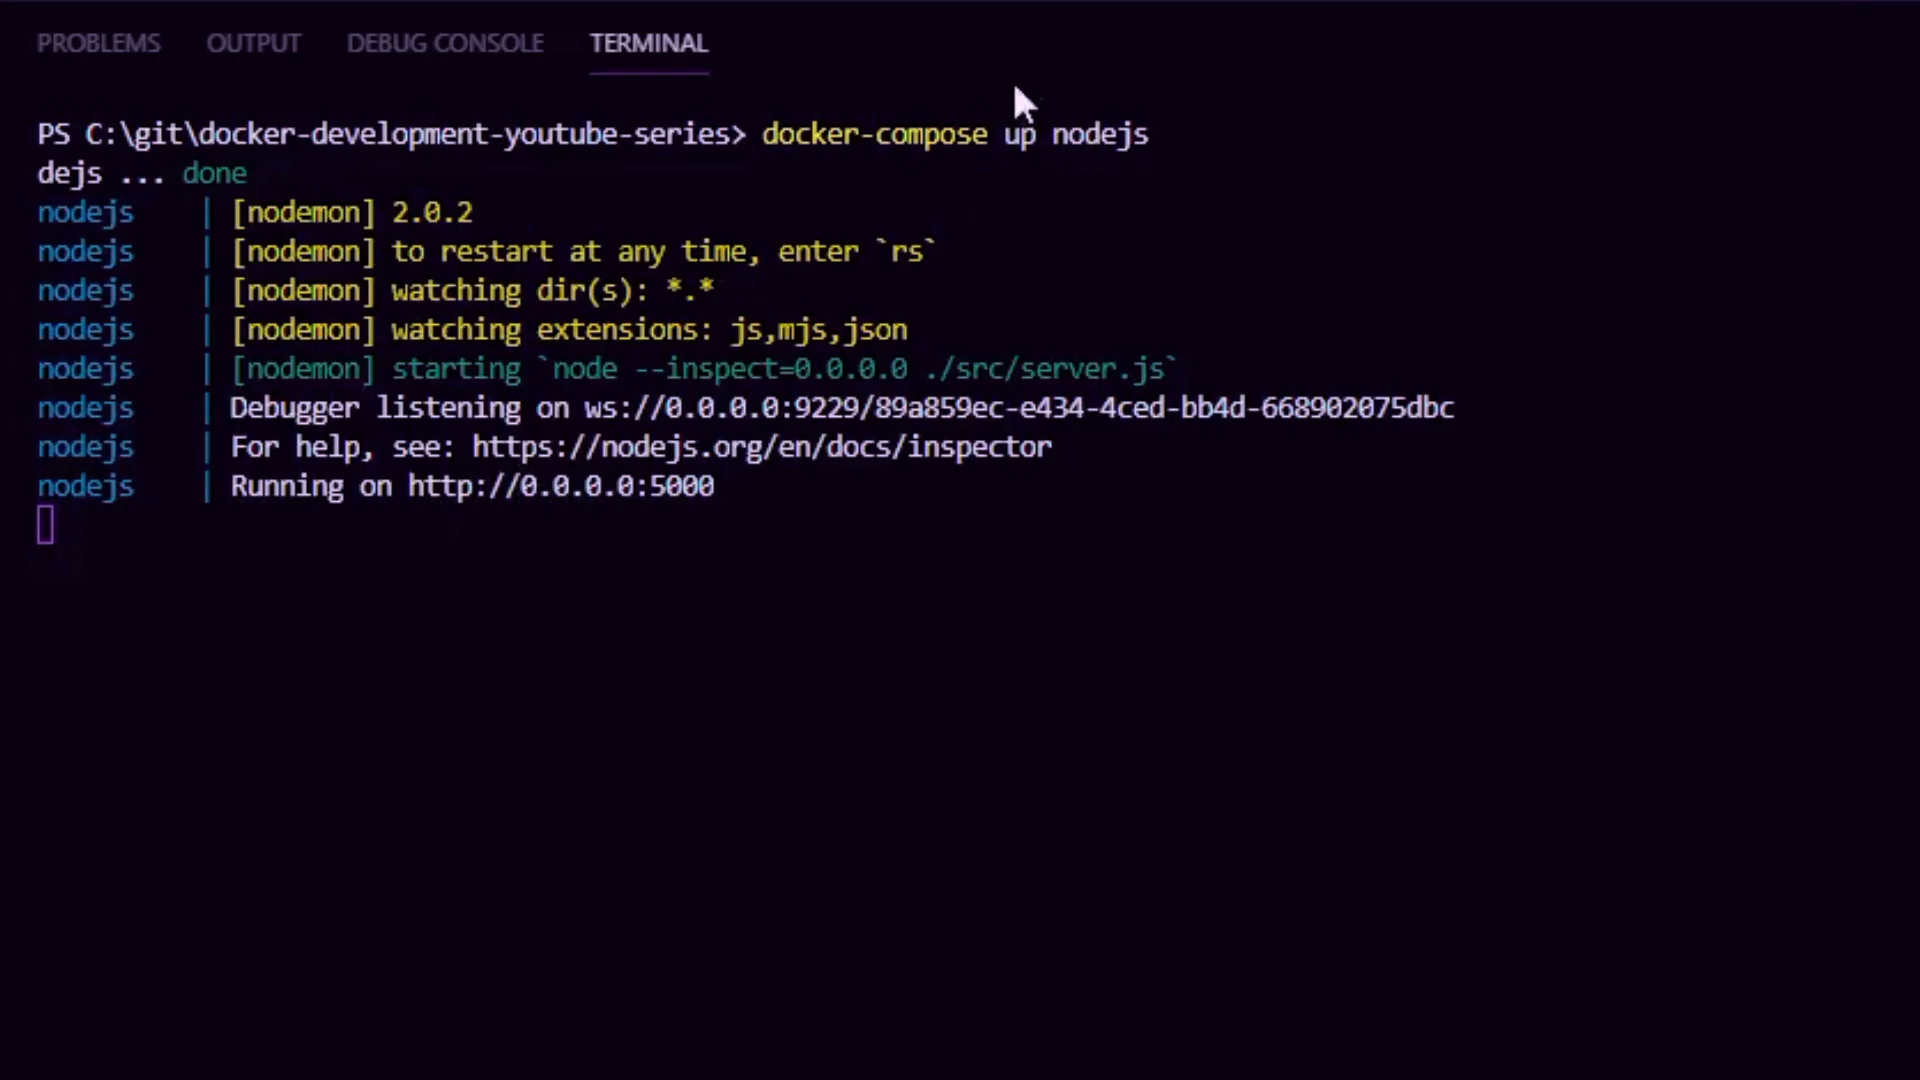 PROBLEMS OUTPUT DEBUG CONSOLE TERMINAL
PS C:\git\docker-development-youtube-series> docker-compose up nodejs
dejs ... done
nodejs | [nodemon] 2.0.2
nodejs | [nodemon] to restart at any time, enter `rs`
nodejs | [nodemon] watching dir(s): *.*
nodejs | [nodemon] watching extensions: js,mjs,json
nodejs | [nodemon] starting `node --inspect=0.0.0.0 ./src/server.js`
nodejs | Debugger listening on ws://0.0.0.0:9229/89a859ec-e434-4ced-bb4d-668902075dbc
nodejs | For help, see: https://nodejs.org/en/docs/inspector
nodejs | Running on http://0.0.0.0:5000